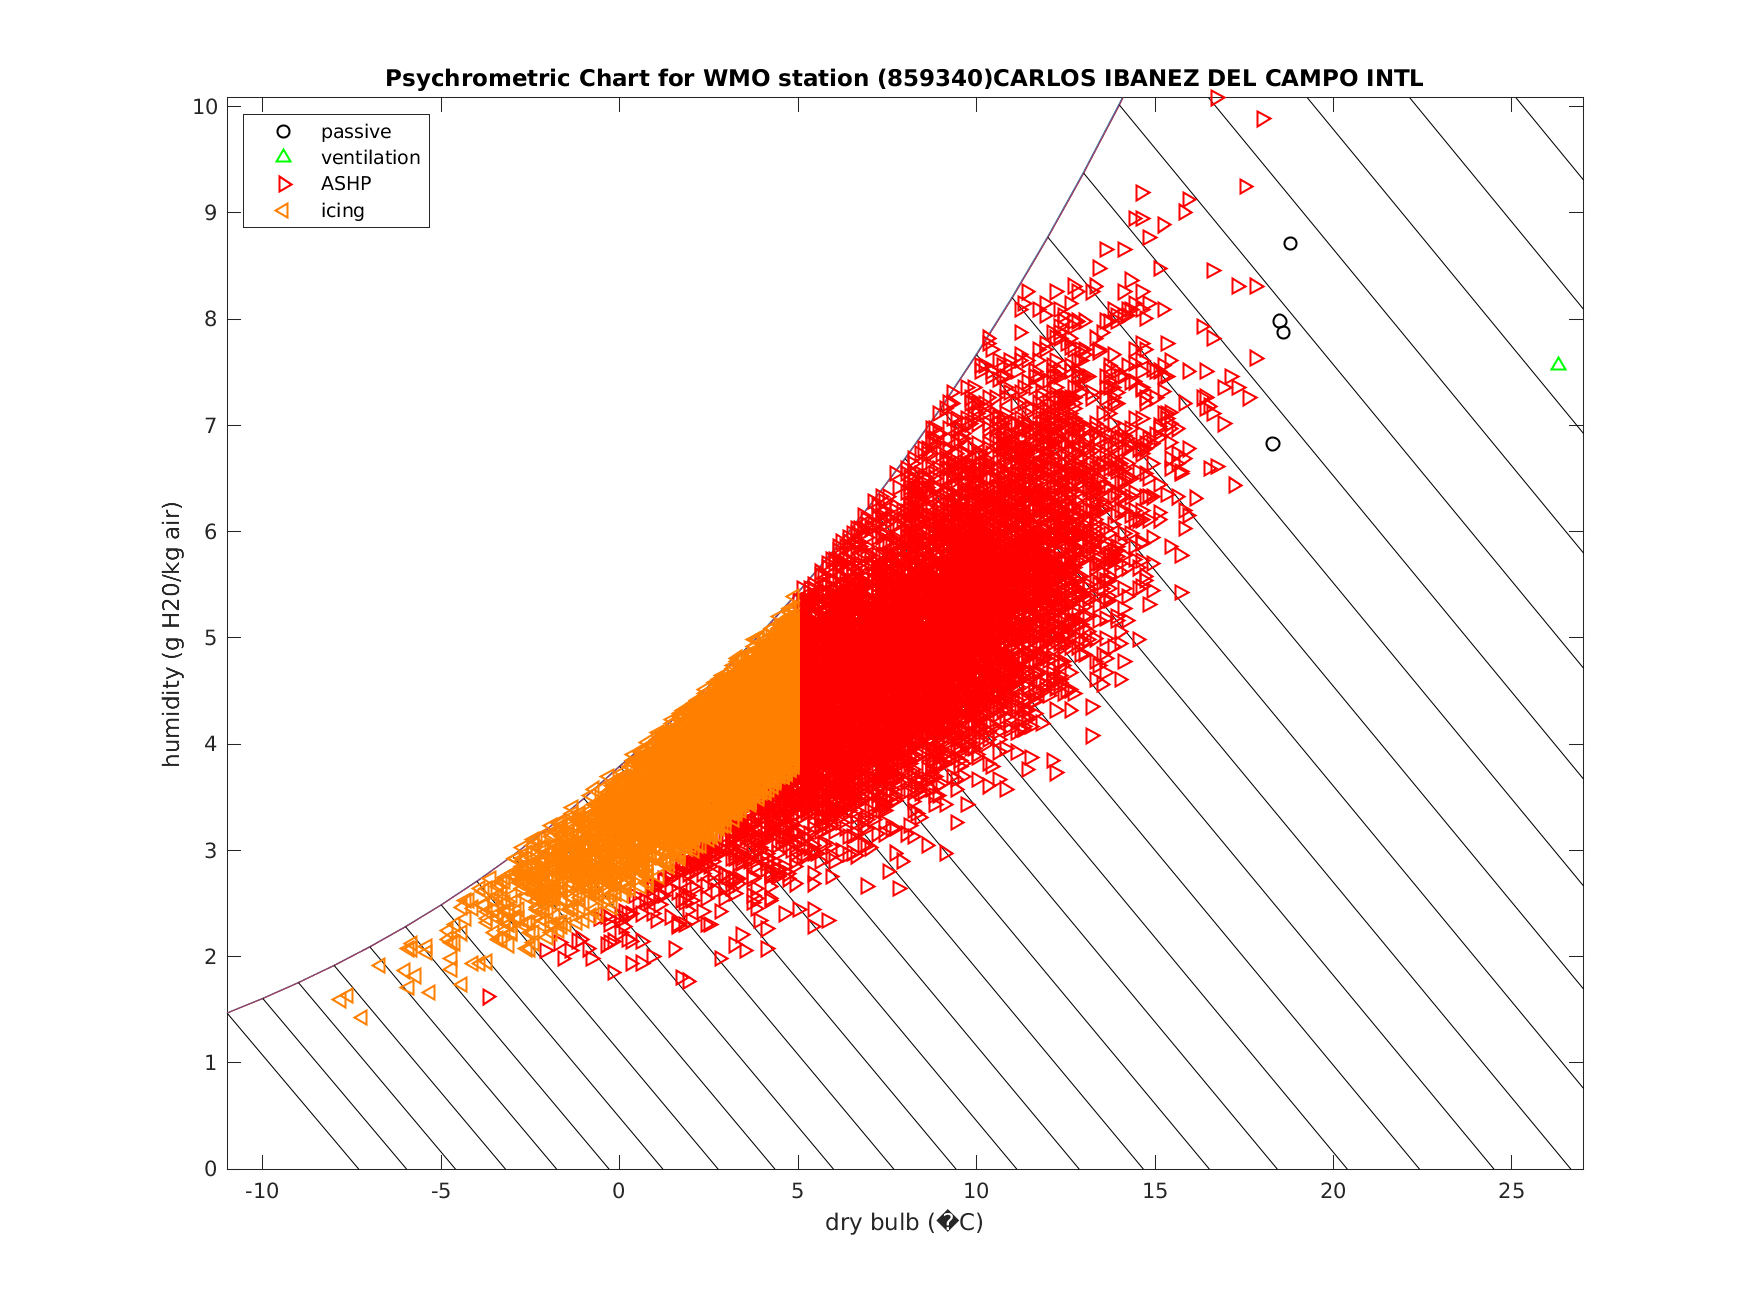 Psychrometric Chart for WMO station (859340)CARLOS IBANEZ DEL CAMPO INTL
passive
ventilation
ASHP
icing
10
9
8
7
6
5
4
3
2
1
0
humidity (g H20/kg air)
-10 -5 0 5 10 15 20 25
dry bulb (�C)